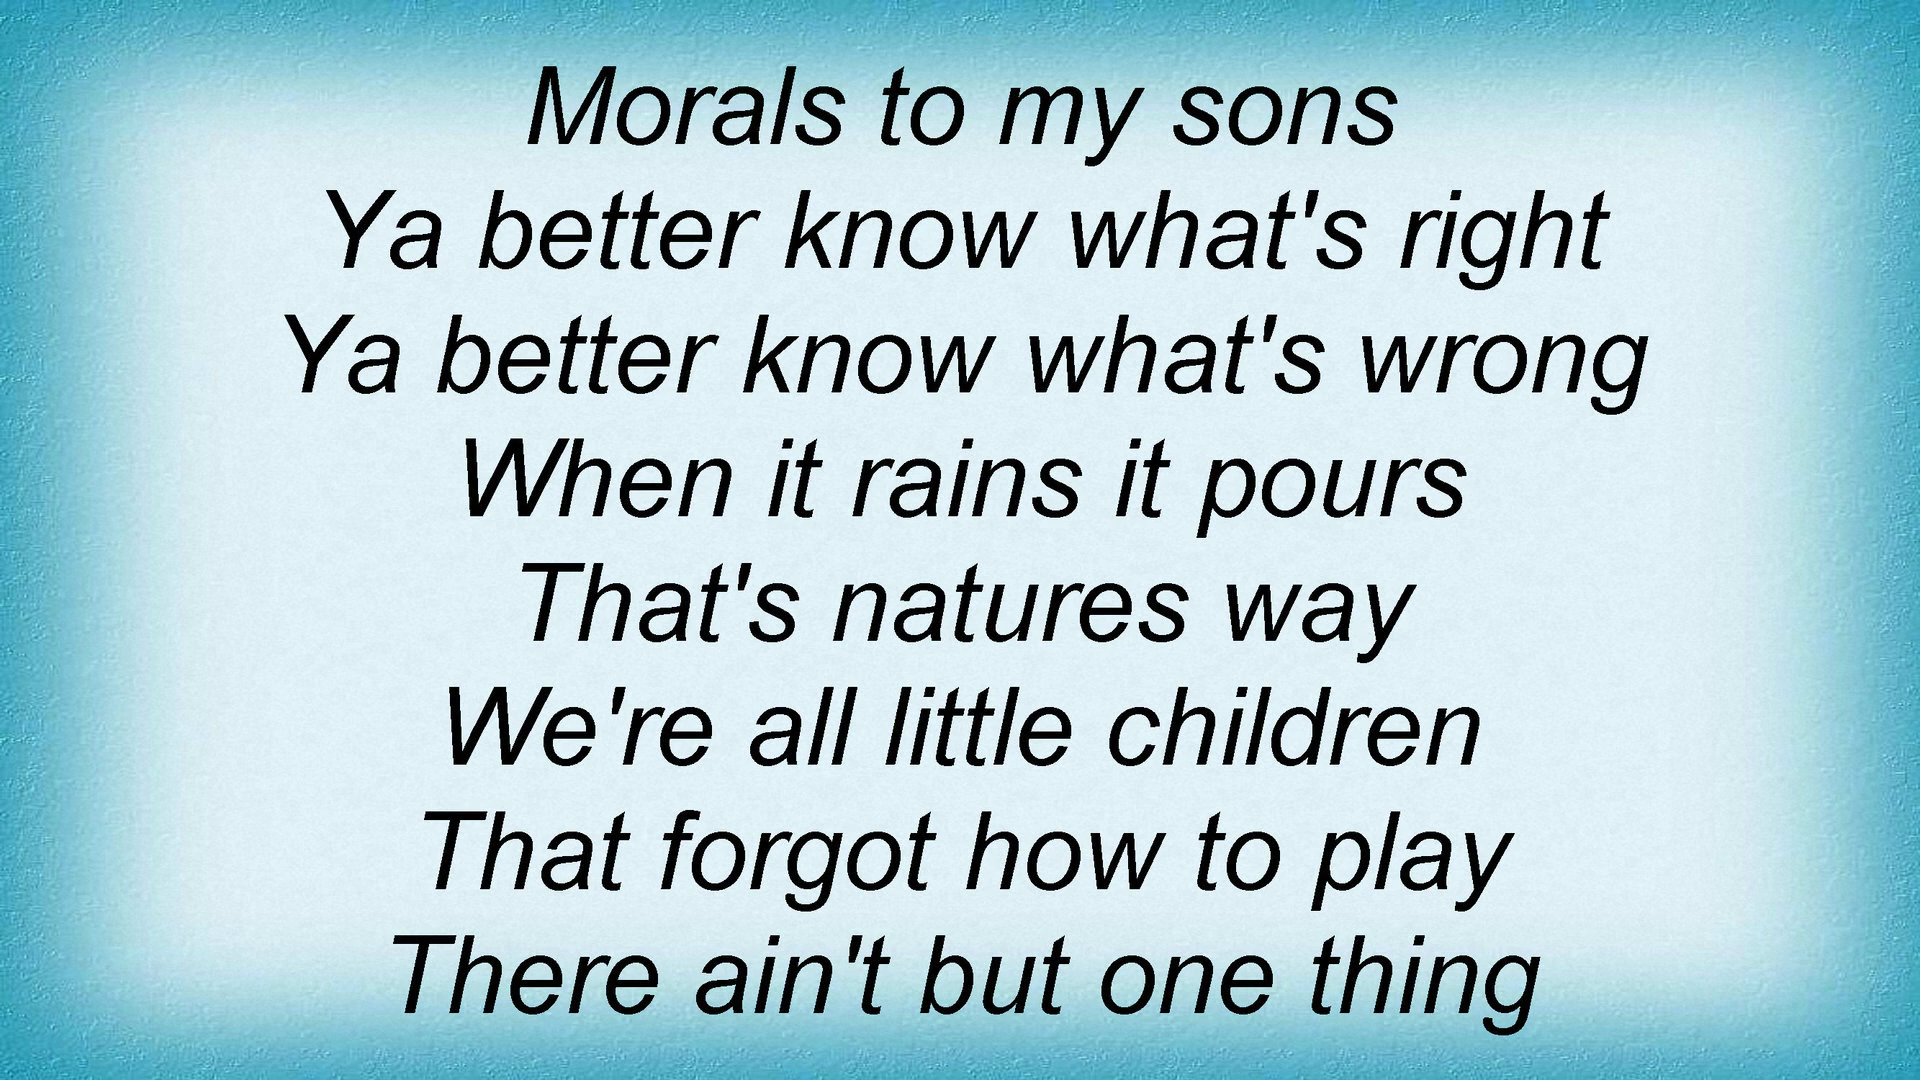 Morals to my sons
Ya better know what's right
Ya better know what's wrong
When it rains it pours
That's natures way
We're all little children
That forgot how to play
There ain't but one thing